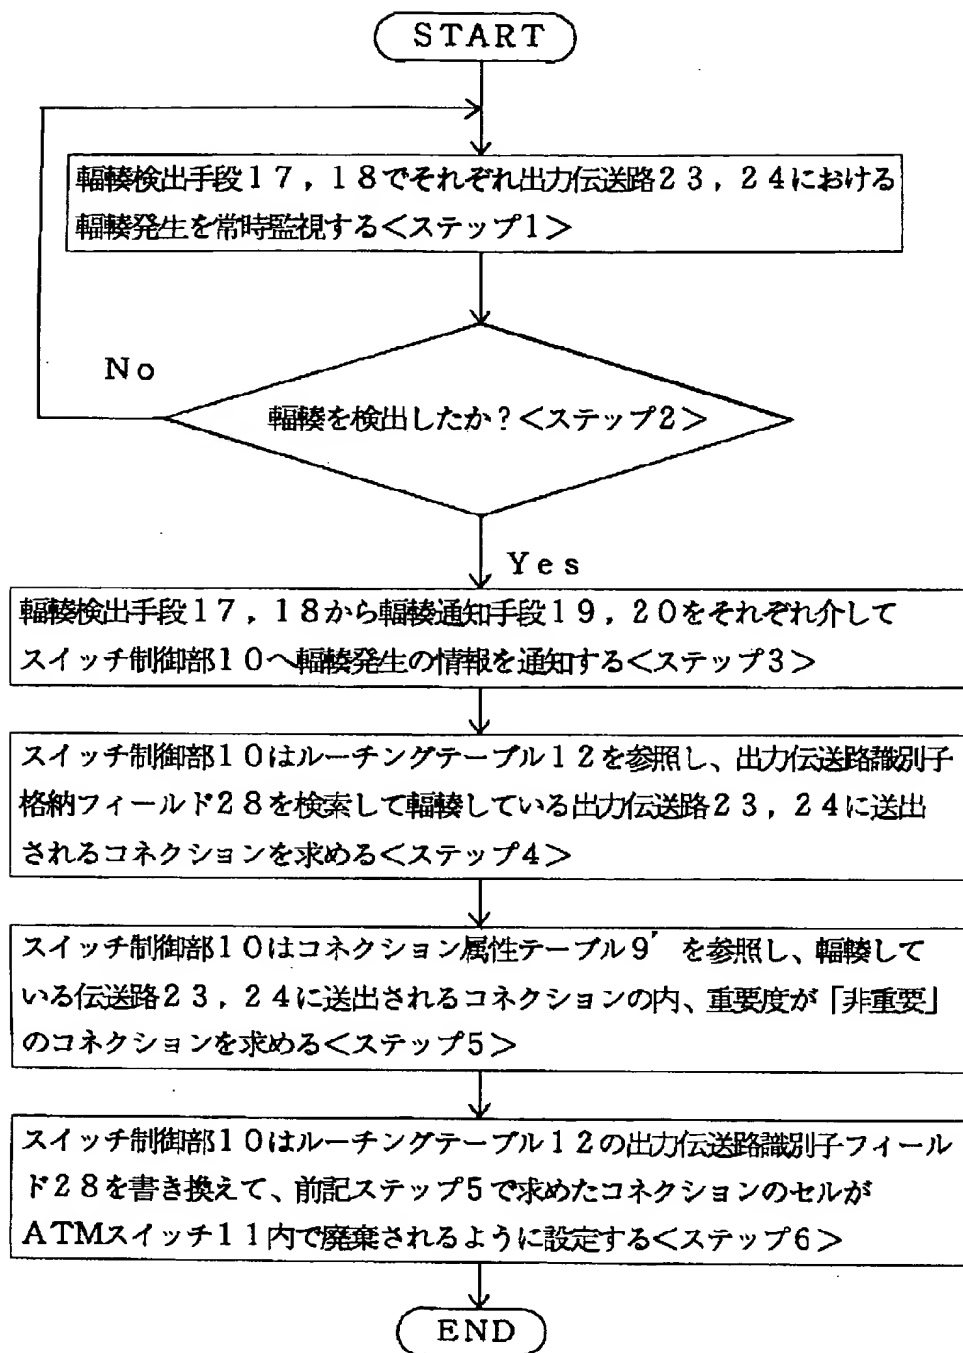 START
輻輳検出手段17,18でそれぞれ出力伝送路23,24における
輻輳発生を常時監視する<ステップ1>
No
輻輳を検出したか?<ステップ2>
Yes
輻輳検出手段17,18から輻輳通知手段19,20をそれぞれ介して
スイッチ制御部10へ輻輳発生の情報を通知する<ステップ3>
スイッチ制御部10はルーチングテーブル12を参照し、出力伝送路識別子
格納フィールド28を検索して輻輳している出力伝送路23,24に送出
されるコネクションを求める<ステップ4>
スイッチ制御部10はコネクション属性テーブル9'を参照し、輻輳して
いる伝送路23,24に送出されるコネクションの内、重要度が「非重要」
のコネクションを求める<ステップ5>
スイッチ制御部10はルーチングテーブル12の出力伝送路識別子フィール
ド28を書き換えて、前記ステップ5で求めたコネクションのセルが
ATMスイッチ11内で廃棄されるように設定する<ステップ6>
END